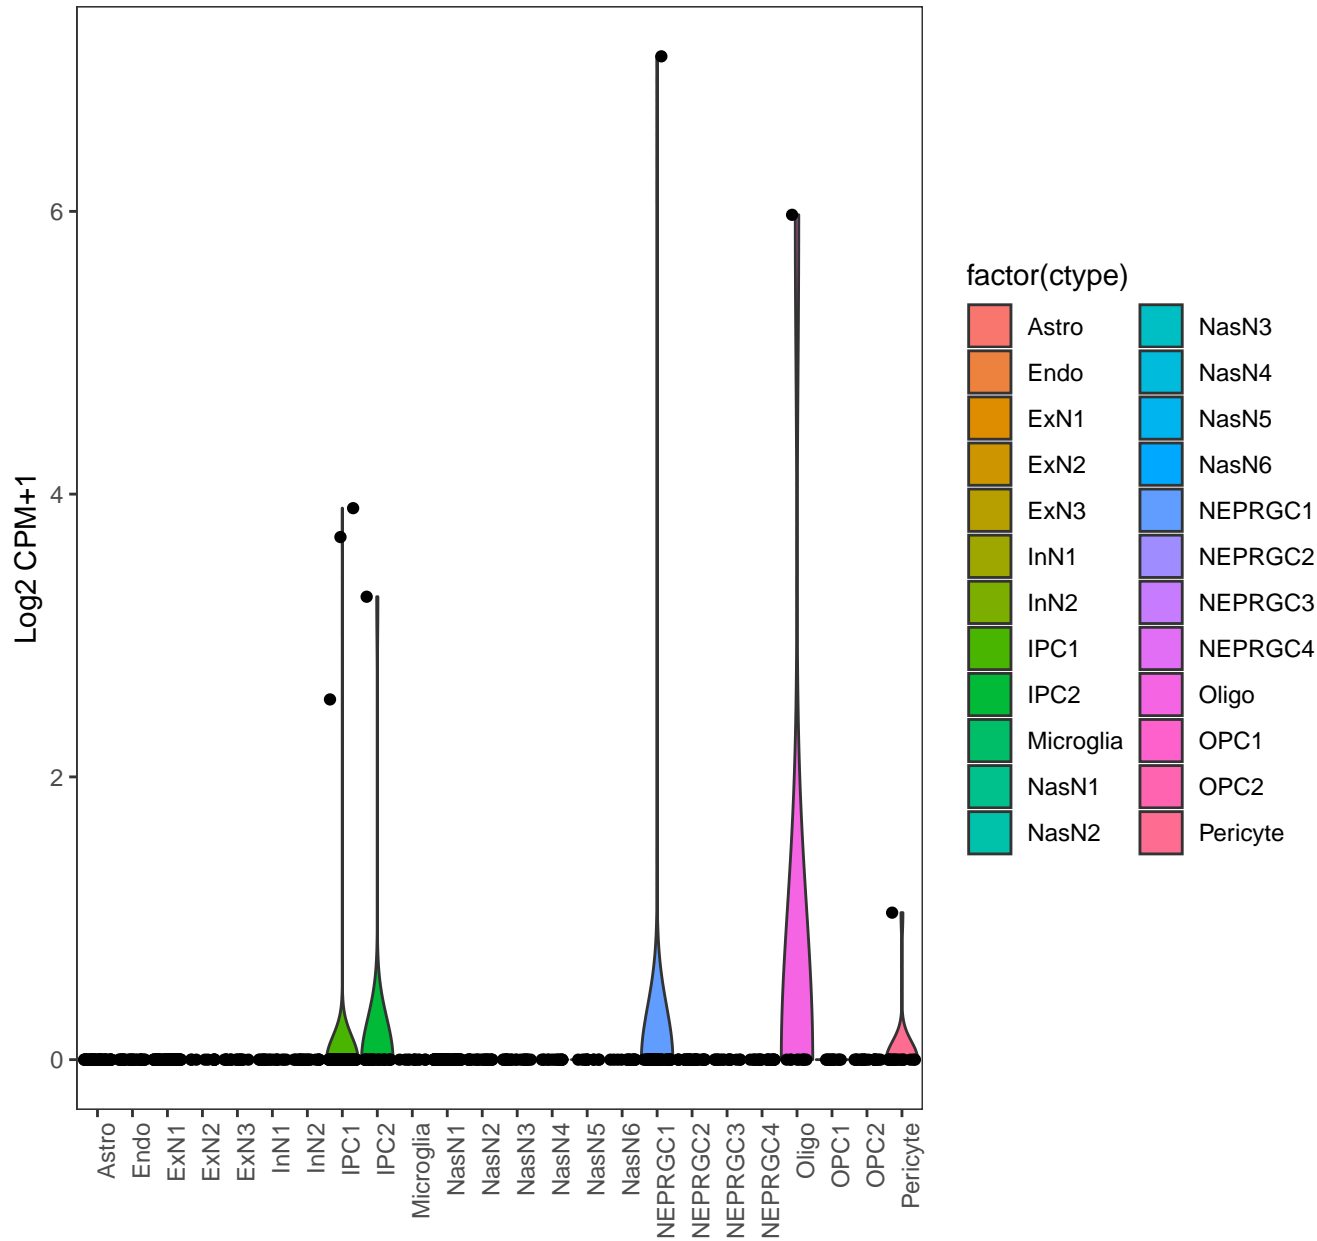 Log2 CPM+1
6
4
2
0
Astro
Endo
ExN1
ExN2
ExN3
InN1
InN2
IPC1
IPC2
Microglia
NasN1
NasN2
NasN3
NasN4
NasN5
NasN6
NEPRGC1
NEPRGC2
NEPRGC3
NEPRGC4
Oligo
OPC1
OPC2
Pericyte
factor(ctype)
Astro
Endo
ExN1
ExN2
ExN3
InN1
InN2
IPC1
IPC2
Microglia
NasN1
NasN2
NasN3
NasN4
NasN5
NasN6
NEPRGC1
NEPRGC2
NEPRGC3
NEPRGC4
Oligo
OPC1
OPC2
Pericyte